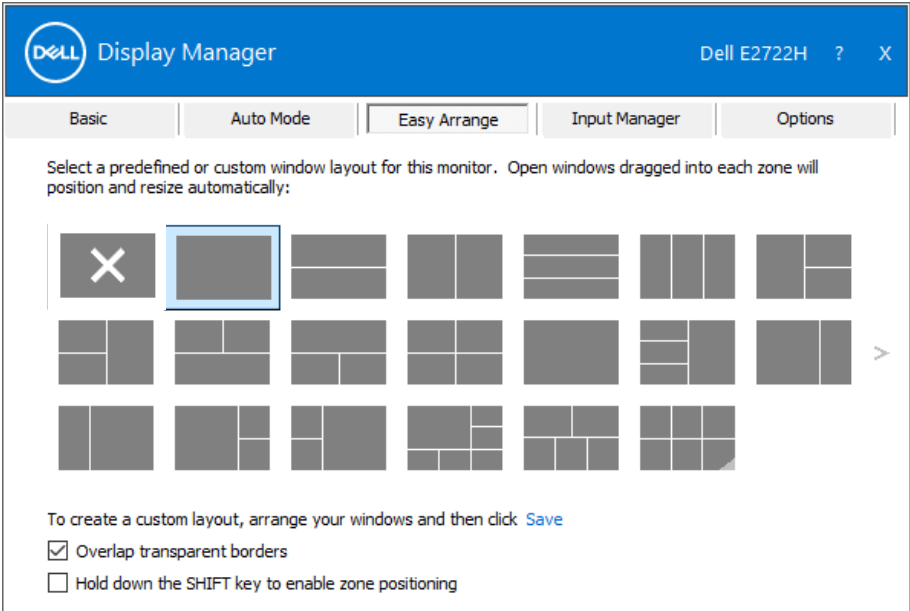 DELL Display Manager Dell E2722H ? X
Basic Auto Mode Easy Arrange Input Manager Options
Select a predefined or custom window layout for this monitor. Open windows dragged into each zone will
position and resize automatically:
>
To create a custom layout, arrange your windows and then click Save
Overlap transparent borders
Hold down the SHIFT key to enable zone positioning